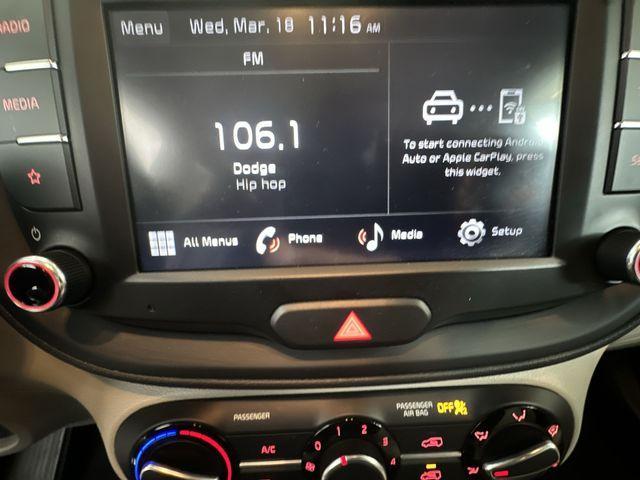 RADIO
Menu Wed, Mar. 18 11:16 AM
FM
MEDIA
106.1
Dodge
Hip hop
To start connecting Android
Auto or Apple CarPlay, press
this widget.
All Menus Phone Media Setup
PASSENGER
PASSENGER
AIR BAG OFF
A/C
0 1 2 3 4